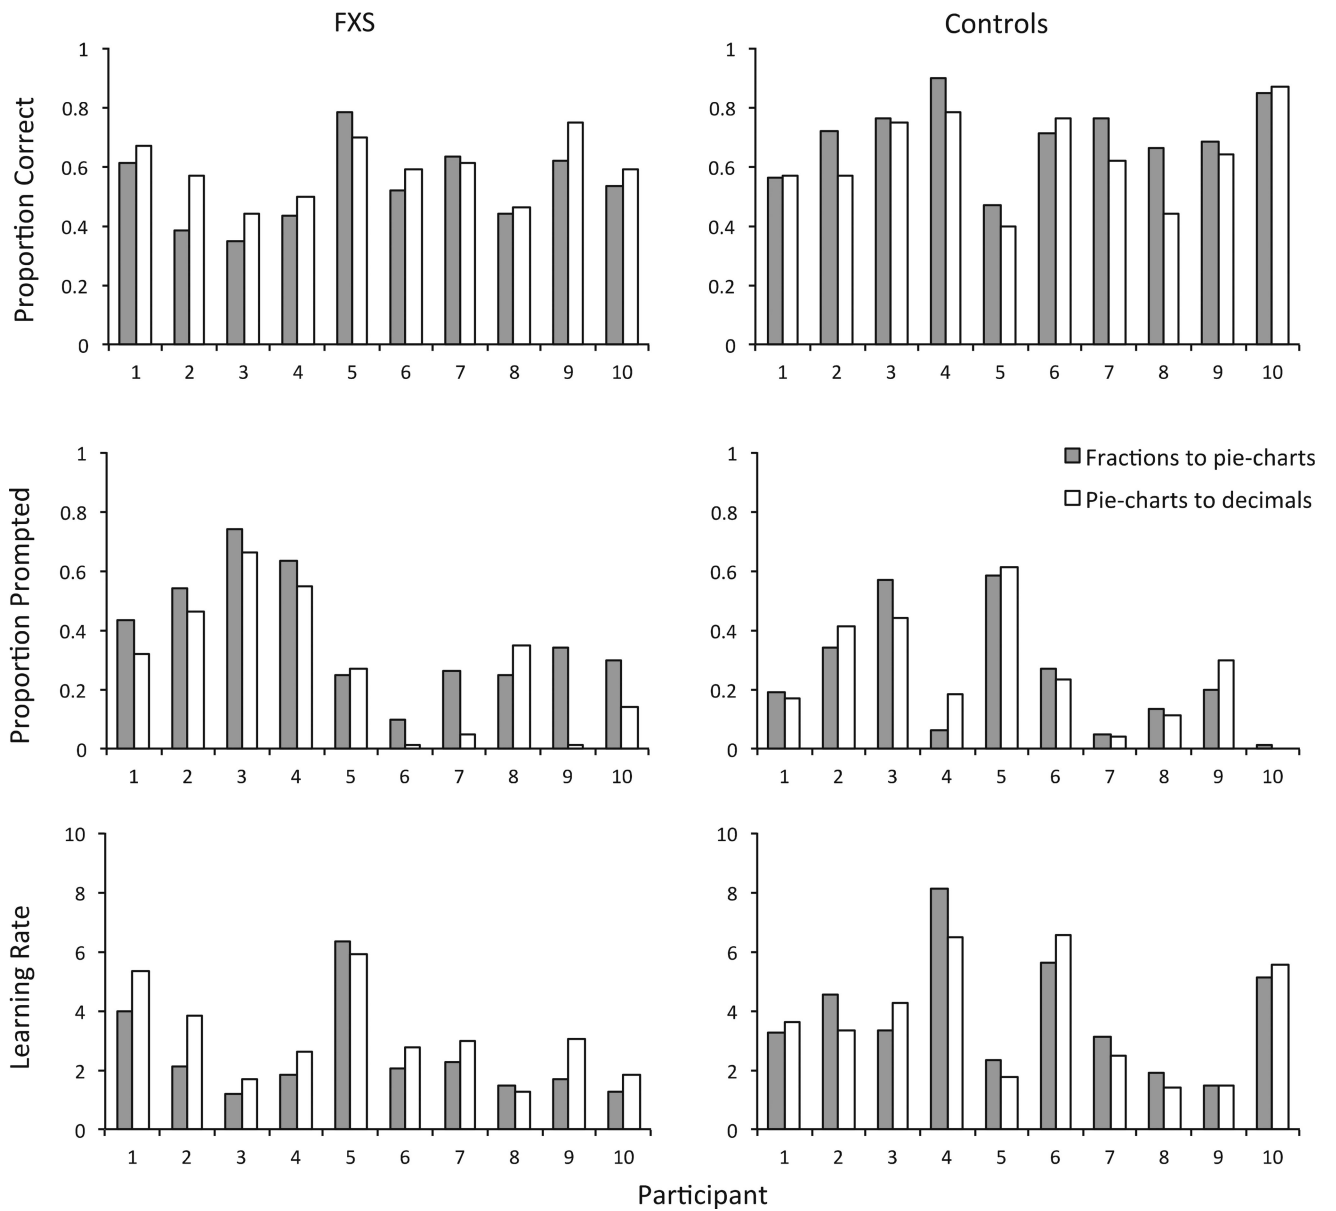 FXS
Controls
Proportion Correct
1
0.8
0.6
0.4
0.2
0
1 2 3 4 5 6 7 8 9 10
1
0.8
0.6
0.4
0.2
0
1 2 3 4 5 6 7 8 9 10
Proportion Prompted
1
0.8
0.6
0.4
0.2
0
1 2 3 4 5 6 7 8 9 10
1
0.8
0.6
0.4
0.2
0
1 2 3 4 5 6 7 8 9 10
Fractions to pie-charts
Pie-charts to decimals
Learning Rate
10
8
6
4
2
0
1 2 3 4 5 6 7 8 9 10
10
8
6
4
2
0
1 2 3 4 5 6 7 8 9 10
Participant